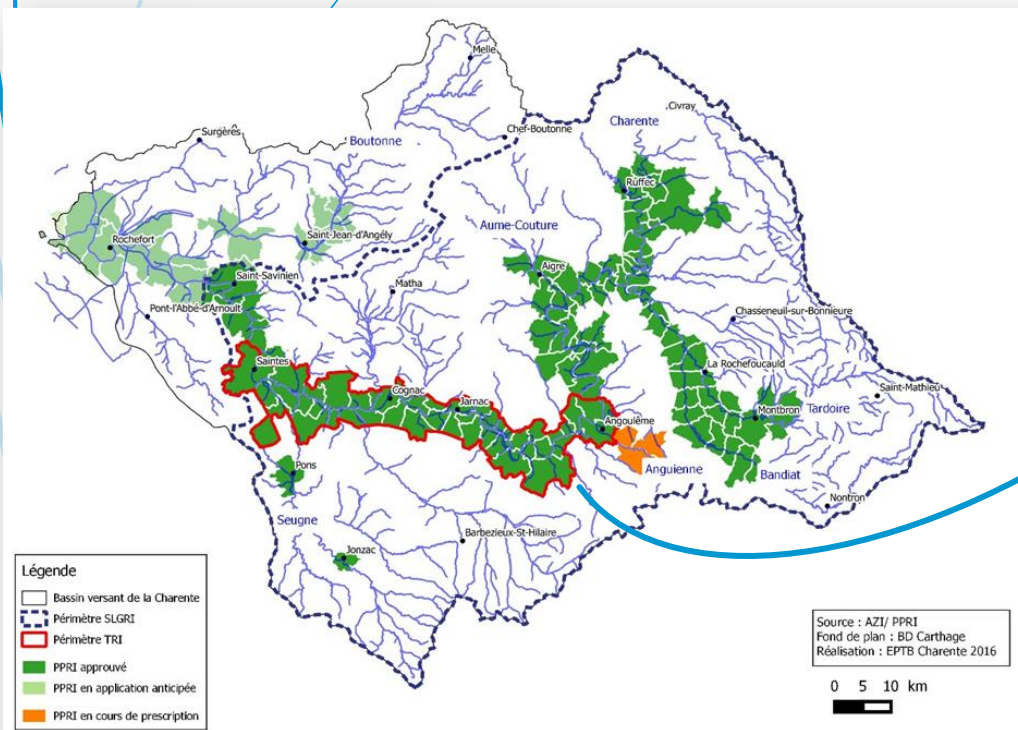 Melle
Civray
Surgères
Chef-Boutonne
Charente
Boutonne
Ruffec
Aume-Couture
Rochefort
Saint-Jean-d'Angély
Aigre
Saint-Savinien
Matha
Pont-l'Abbé-d'Arnoult
Chasseneuil-sur-Bonnieure
Saintes
La Rochefoucauld
Cognac
Jarnac
Saint-Mathieu
Montbron
Tardoire
Angoulême
Pons
Anguienne
Bandiat
Nontron
Seugne
Barbezieux-St-Hilaire
Jonzac
Légende
Bassin versant de la Charente
Périmètre SLGRI
Périmètre TRI
PPRI approuvé
PPRI en application anticipée
PPRI en cours de prescription
Source : AZI/ PPRI
Fond de plan : BD Carthage
Réalisation : EPTB Charente 2016
0 5 10 km